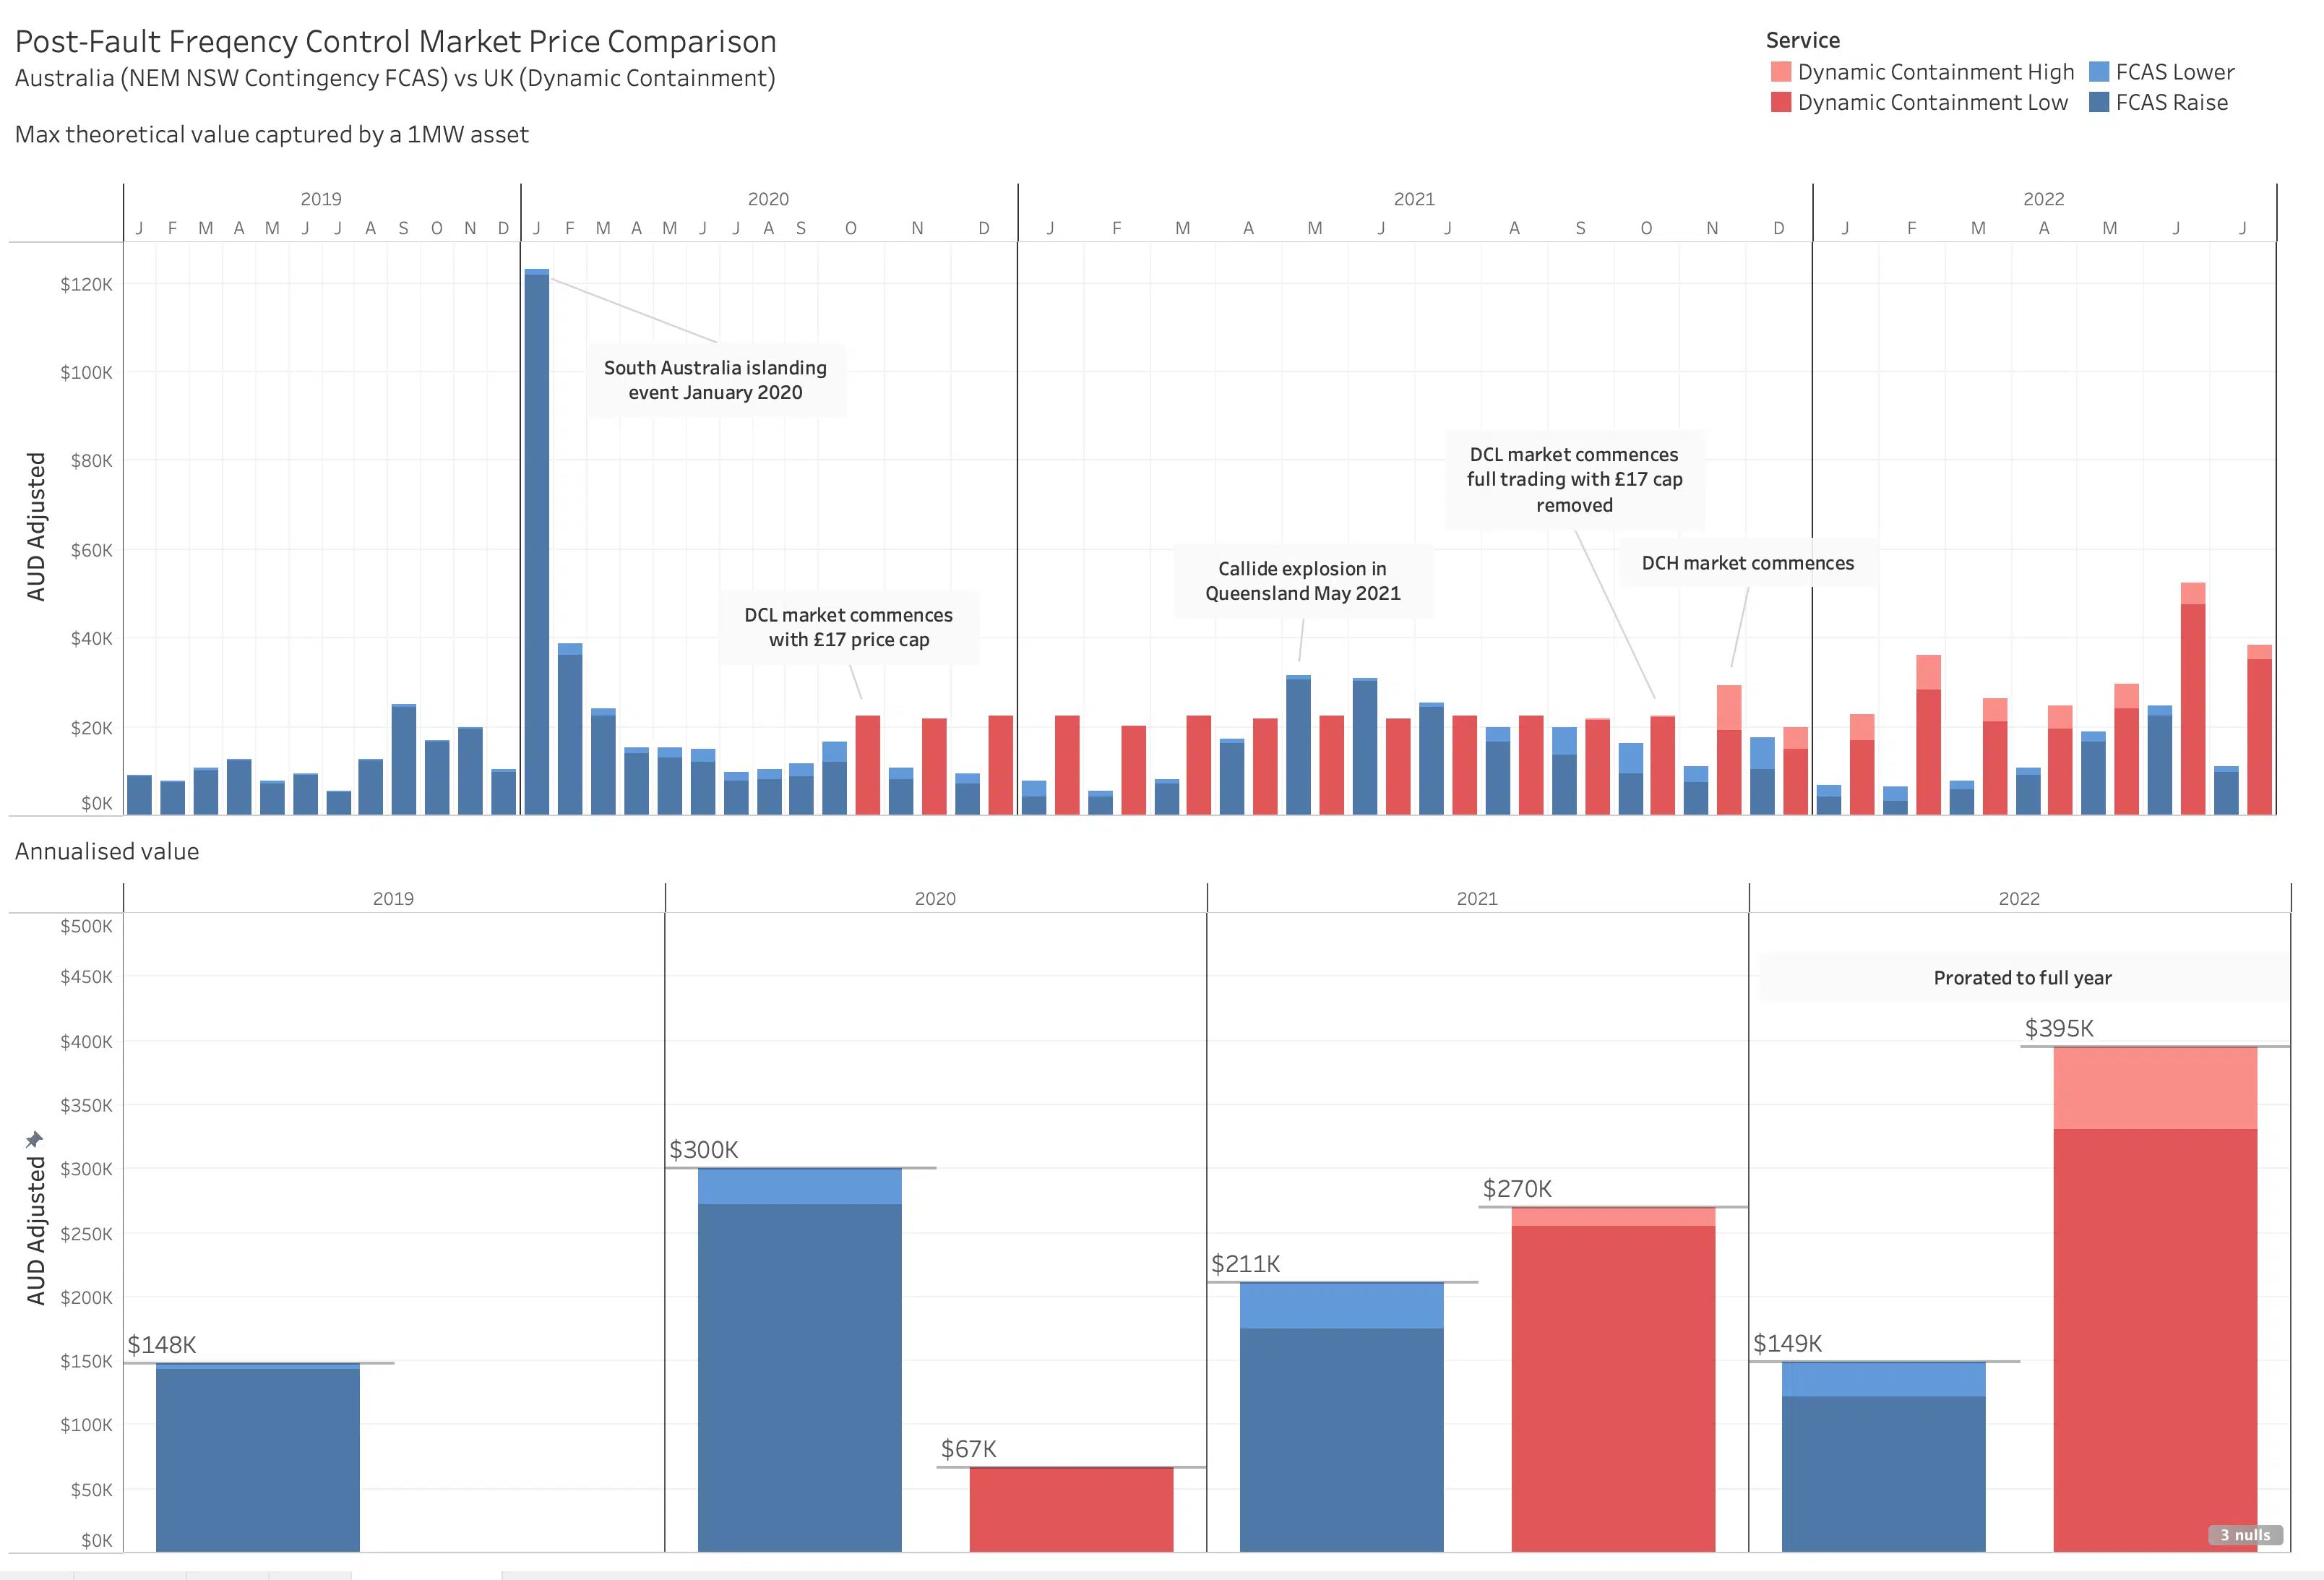 Post-Fault Freqency Control Market Price Comparison
Australia (NEM NSW Contingency FCAS) vs UK (Dynamic Containment)
Max theoretical value captured by a 1MW asset
Service
Dynamic Containment High
FCAS Lower
Dynamic Containment Low
FCAS Raise
2019
2020
2021
2022
J F M A M J J A S O N D J F M A M J J A S O N D J F M A M J J A S O N D J F M A M J J
AUD Adjusted
$120K
$100K
$80K
$60K
$40K
$20K
$0K
South Australia islanding
event January 2020
DCL market commences
with £17 price cap
Callide explosion in
Queensland May 2021
DCL market commences
full trading with £17 cap
removed
DCH market commences
Annualised value
2019
2020
2021
2022
AUD Adjusted
$500K
$450K
$400K
$350K
$300K
$250K
$200K
$150K
$100K
$50K
$0K
$148K
$300K
$67K
$211K
$270K
$149K
Prorated to full year
$395K
3 nulls